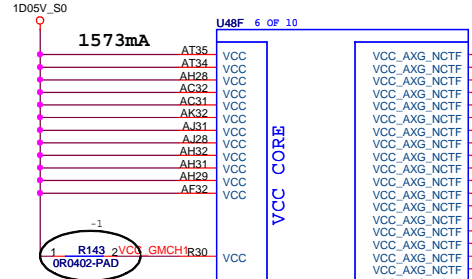 1D05V_S0
U48F 6 OF 10
1573mA
AT35 VCC VCC_AXG_NCTF
AT34 VCC VCC_AXG_NCTF
AH28 VCC VCC_AXG_NCTF
AC32 VCC VCC_AXG_NCTF
AC31 VCC VCC_AXG_NCTF
AK32 VCC VCC_AXG_NCTF
AJ31 VCC VCC_AXG_NCTF
AJ28 VCC VCC_AXG_NCTF
AH32 VCC VCC_AXG_NCTF
AH31 VCC VCC_AXG_NCTF
AH29 VCC VCC_AXG_NCTF
AF32 VCC VCC_AXG_NCTF
VCC CORE
VCC_AXG_NCTF
VCC_AXG_NCTF
VCC_AXG_NCTF
VCC_AXG_NCTF
-1
1 R143 2 VCC_GMCH1 R30 VCC VCC_AXG_NCTF
0R0402-PAD VCC_AXG_NCTF